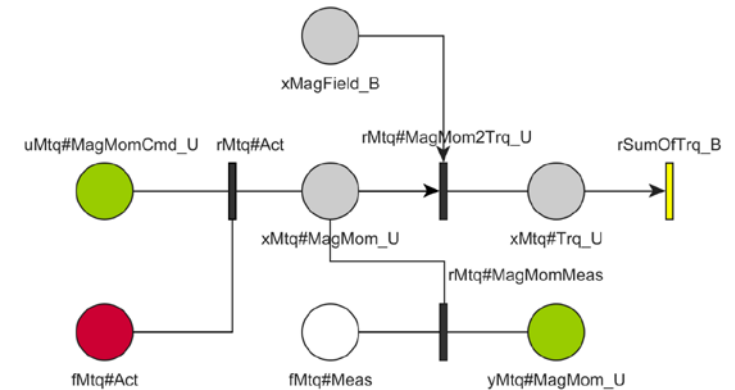 xMagField_B
uMtq#MagMomCmd_U
rMtq#Act
rMtq#MagMom2Trq_U
rSumOfTrq_B
xMtq#MagMom_U
xMtq#Trq_U
rMtq#MagMomMeas
fMtq#Act
fMtq#Meas
yMtq#MagMom_U